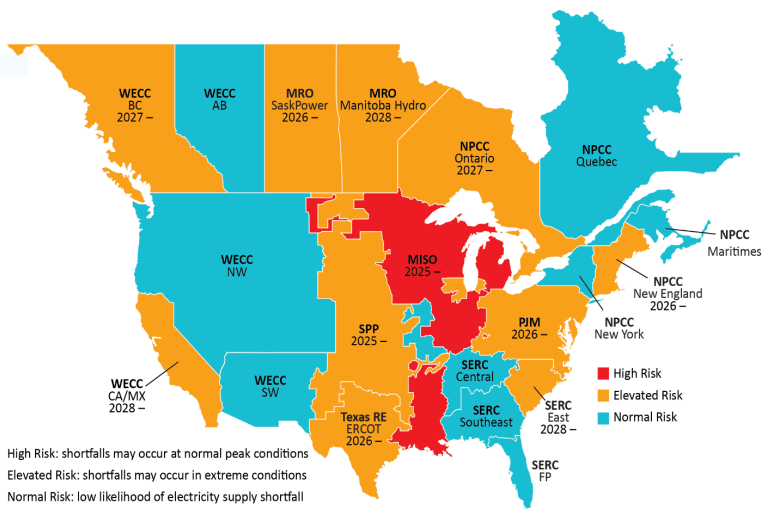 WECC
BC
2027 –
WECC
AB
MRO
SaskPower
2026 –
MRO
Manitoba Hydro
2028 –
NPCC
Ontario
2027 –
NPCC
Quebec
NPCC
Maritimes
WECC
NW
MISO
2025 –
NPCC
New England
2026 –
NPCC
New York
SPP
2025 –
PJM
2026 –
WECC
CA/MX
2028 –
WECC
SW
SERC
Central
SERC
Southeast
SERC
East
2028 –
Texas RE
ERCOT
2026 –
SERC
FP
High Risk
Elevated Risk
Normal Risk
High Risk: shortfalls may occur at normal peak conditions
Elevated Risk: shortfalls may occur in extreme conditions
Normal Risk: low likelihood of electricity supply shortfall